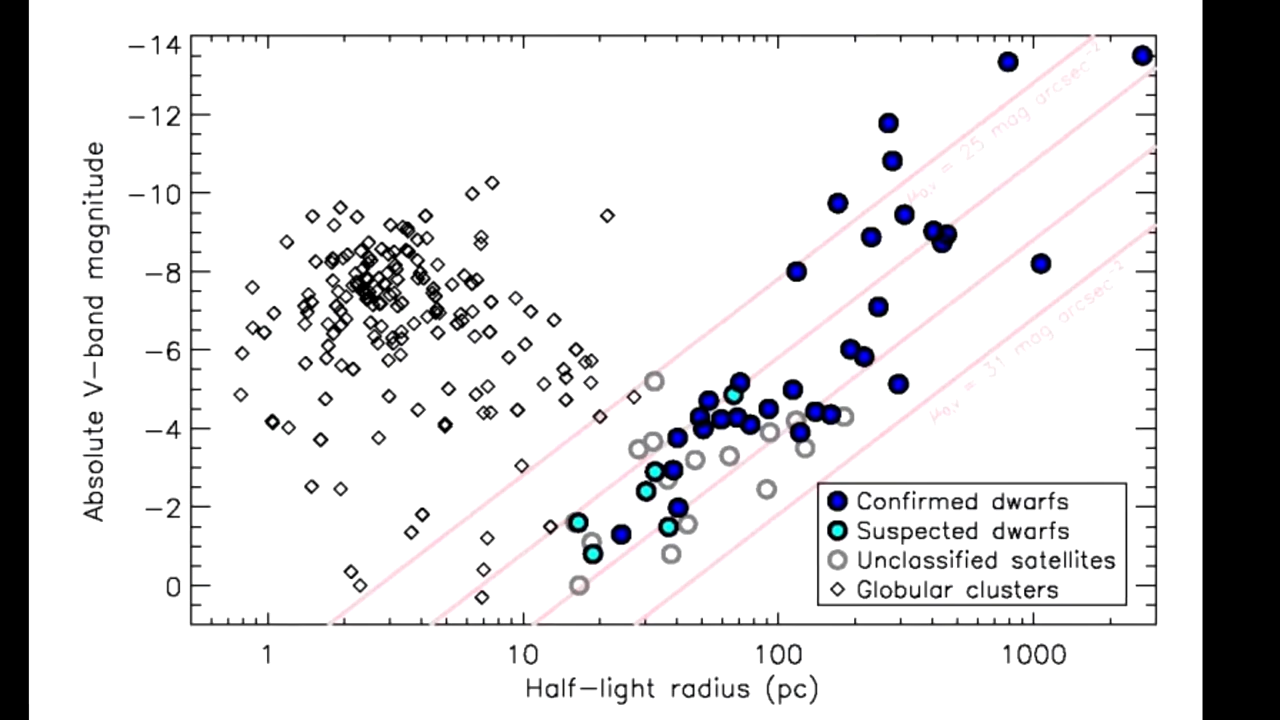 Absolute V-band magnitude
-14
-12
-10
-8
-6
-4
-2
0
μ₀,ᵥ = 25 mag arcsec⁻²
μ₀,ᵥ = 31 mag arcsec⁻²
Confirmed dwarfs
Suspected dwarfs
Unclassified satellites
Globular clusters
1 10 100 1000
Half-light radius (pc)